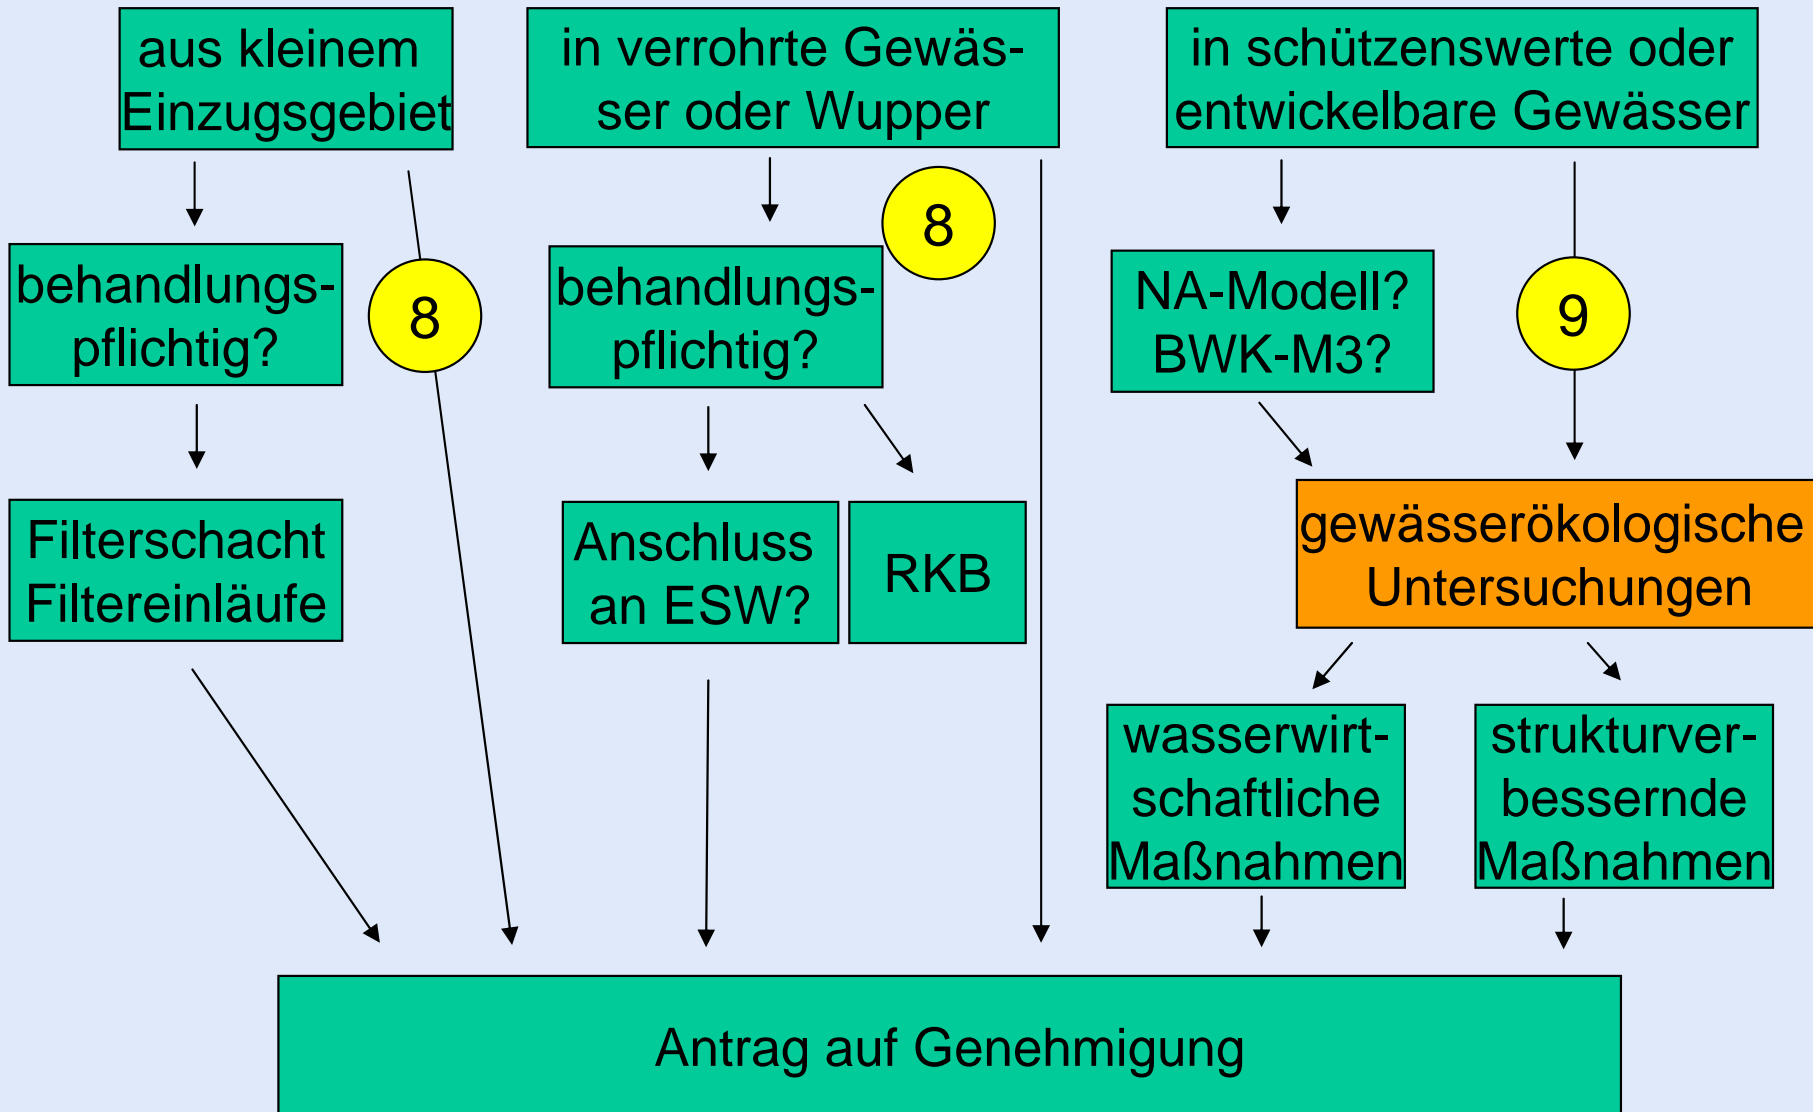 aus kleinem
Einzugsgebiet
in verrohrte Gewäs-
ser oder Wupper
in schützenswerte oder
entwickelbare Gewässer
behandlungs-
pflichtig?
8
behandlungs-
pflichtig?
8
NA-Modell?
BWK-M3?
9
Filterschacht
Filtereinläufe
Anschluss
an ESW?
RKB
gewässerökologische
Untersuchungen
wasserwirt-
schaftliche
Maßnahmen
strukturver-
bessernde
Maßnahmen
Antrag auf Genehmigung